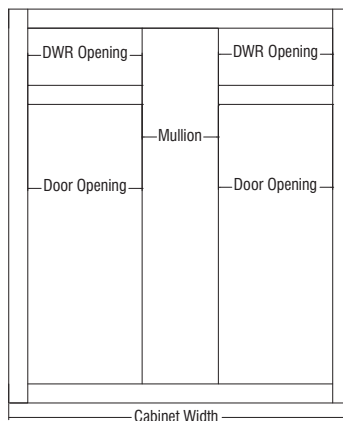 DWR Opening
DWR Opening
Mullion
Door Opening
Door Opening
Cabinet Width